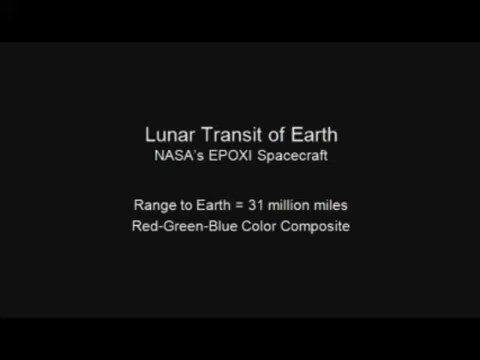 Lunar Transit of Earth
NASA's EPOXI Spacecraft
Range to Earth = 31 million miles
Red-Green-Blue Color Composite